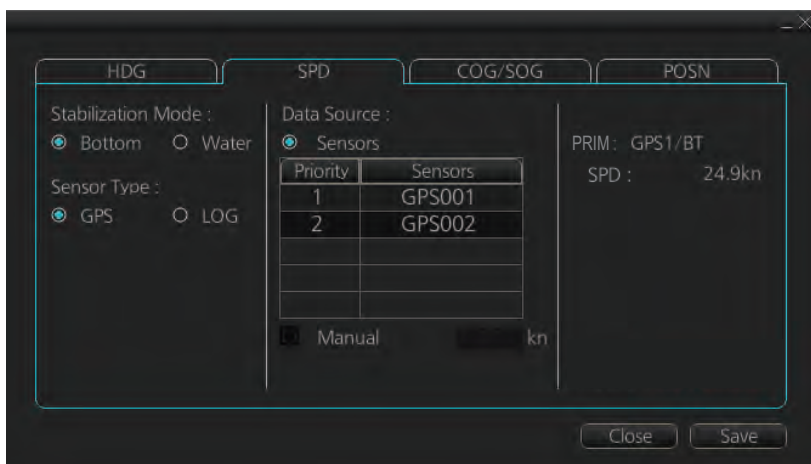 HDG SPD COG/SOG POSN
Stabilization Mode :
Bottom Water
Sensor Type :
GPS LOG
Data Source :
Sensors
Priority Sensors
1 GPS001
2 GPS002
Manual kn
PRIM: GPS1/BT
SPD : 24.9kn
Close Save